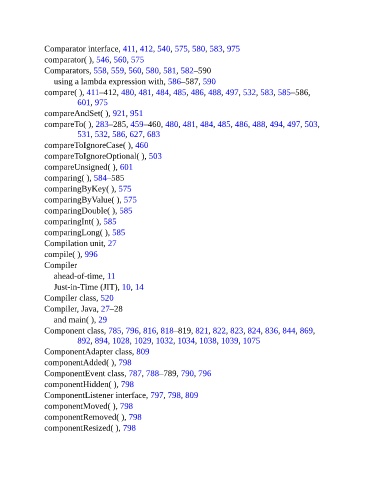 Comparator interface, 411, 412, 540, 575, 580, 583, 975
comparator( ), 546, 560, 575
Comparators, 558, 559, 560, 580, 581, 582–590
using a lambda expression with, 586–587, 590
compare( ), 411–412, 480, 481, 484, 485, 486, 488, 497, 532, 583, 585–586,
601, 975
compareAndSet( ), 921, 951
compareTo( ), 283–285, 459–460, 480, 481, 484, 485, 486, 488, 494, 497, 503,
531, 532, 586, 627, 683
compareToIgnoreCase( ), 460
compareToIgnoreOptional( ), 503
compareUnsigned( ), 601
comparing( ), 584–585
comparingByKey( ), 575
comparingByValue( ), 575
comparingDouble( ), 585
comparingInt( ), 585
comparingLong( ), 585
Compilation unit, 27
compile( ), 996
Compiler
ahead-of-time, 11
Just-in-Time (JIT), 10, 14
Compiler class, 520
Compiler, Java, 27–28
and main( ), 29
Component class, 785, 796, 816, 818–819, 821, 822, 823, 824, 836, 844, 869,
892, 894, 1028, 1029, 1032, 1034, 1038, 1039, 1075
ComponentAdapter class, 809
componentAdded( ), 798
ComponentEvent class, 787, 788–789, 790, 796
componentHidden( ), 798
ComponentListener interface, 797, 798, 809
componentMoved( ), 798
componentRemoved( ), 798
componentResized( ), 798